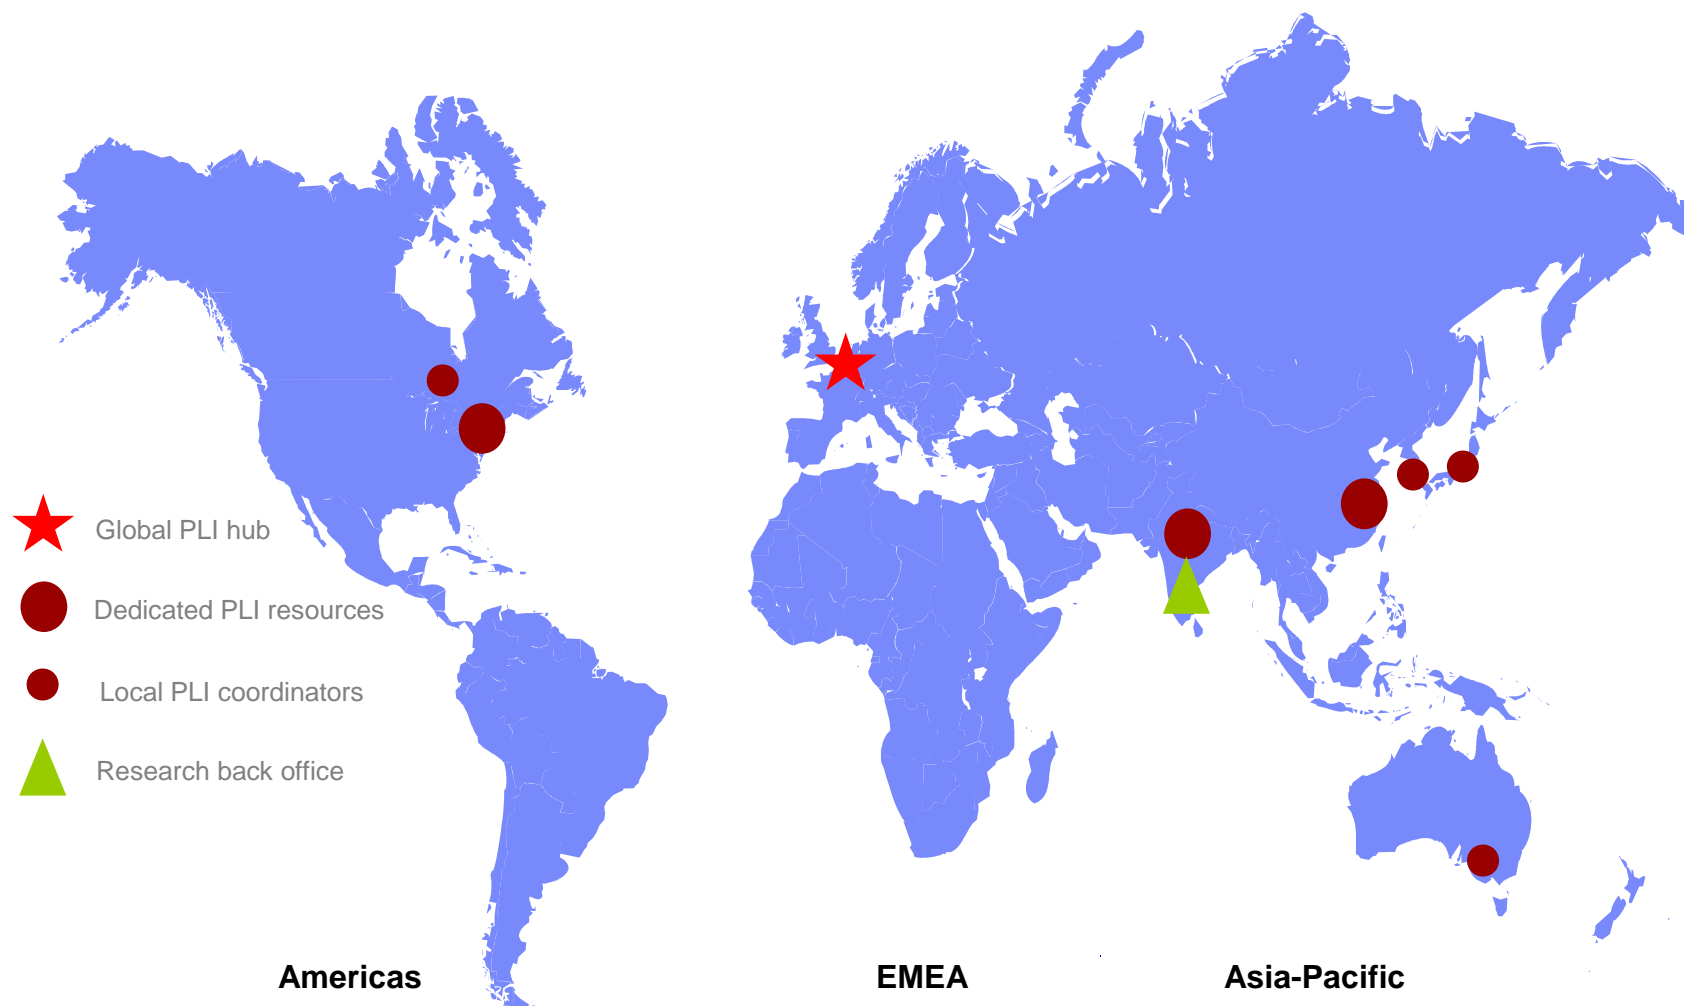 Global PLI hub
Dedicated PLI resources
Local PLI coordinators
Research back office
Americas
EMEA
Asia-Pacific